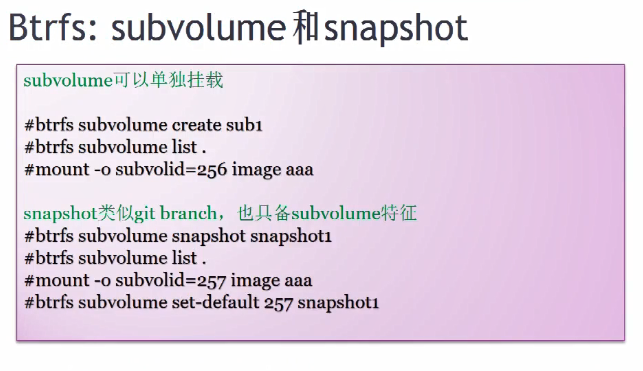 Btrfs: subvolume和snapshot
subvolume可以单独挂载
#btrfs subvolume create sub1
#btrfs subvolume list .
#mount -o subvolid=256 image aaa
snapshot类似git branch，也具备subvolume特征
#btrfs subvolume snapshot snapshot1
#btrfs subvolume list .
#mount -o subvolid=257 image aaa
#btrfs subvolume set-default 257 snapshot1